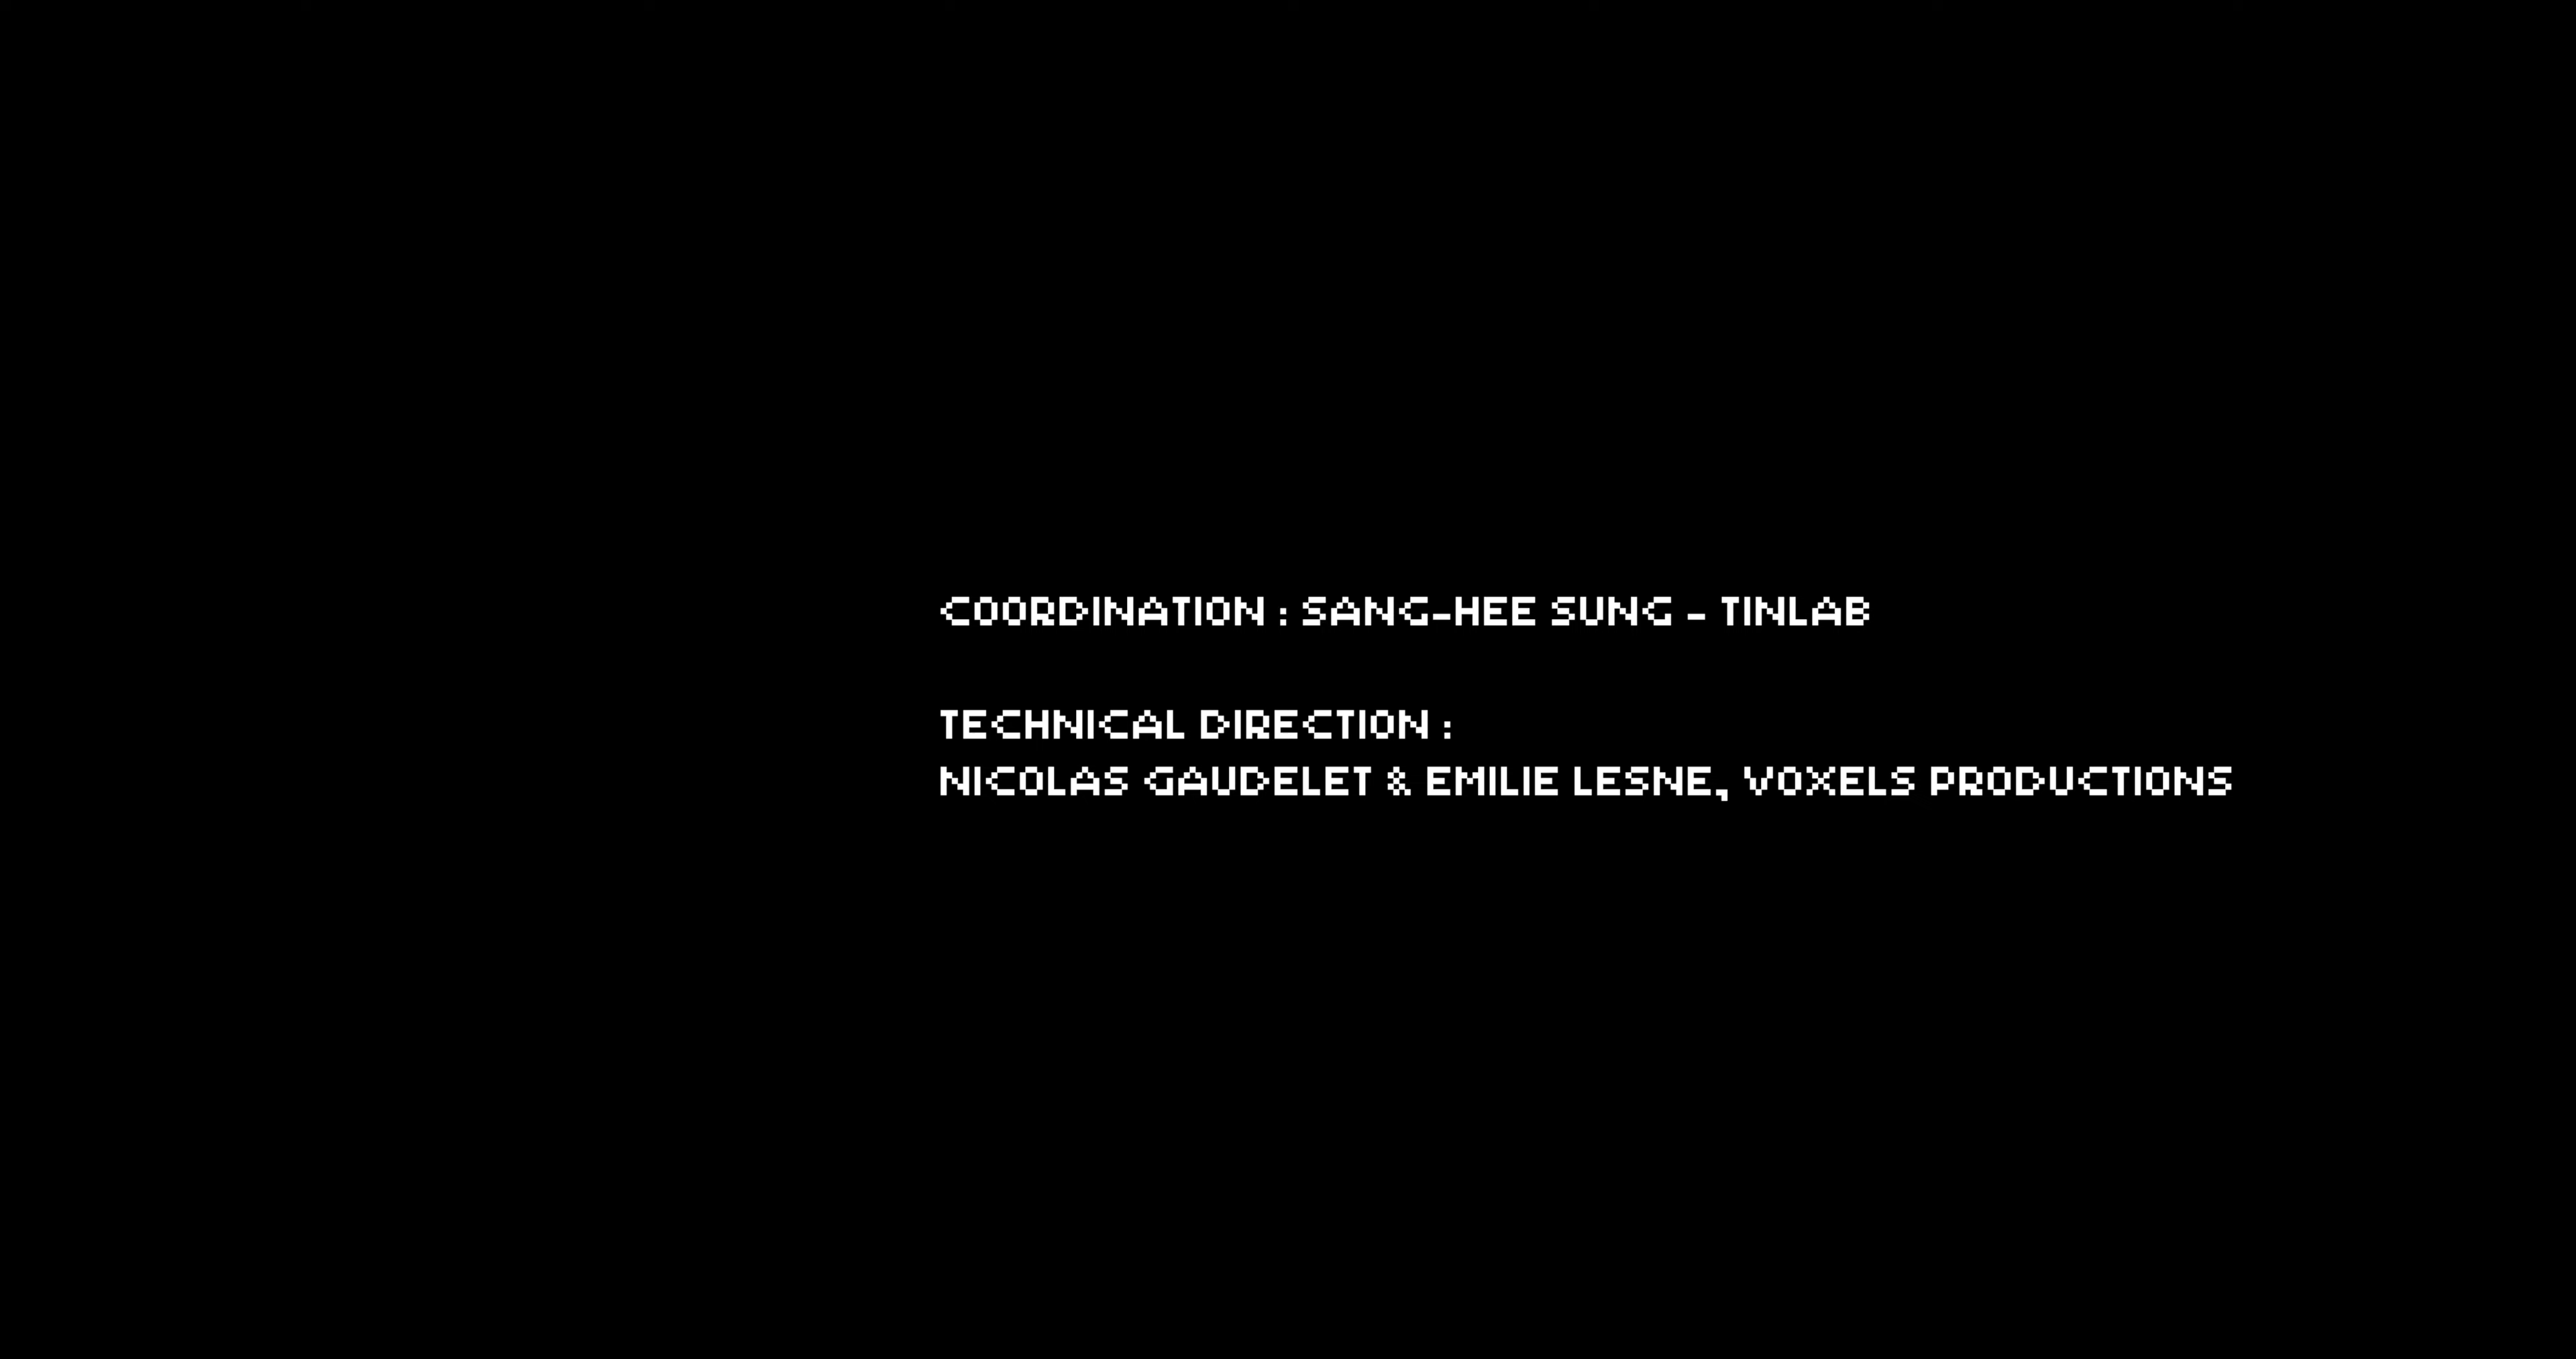 COORDINATION : SANG-HEE SUNG - TINLAB
TECHNICAL DIRECTION :
NICOLAS GAUDELET & EMILIE LESNE, VOXELS PRODUCTIONS